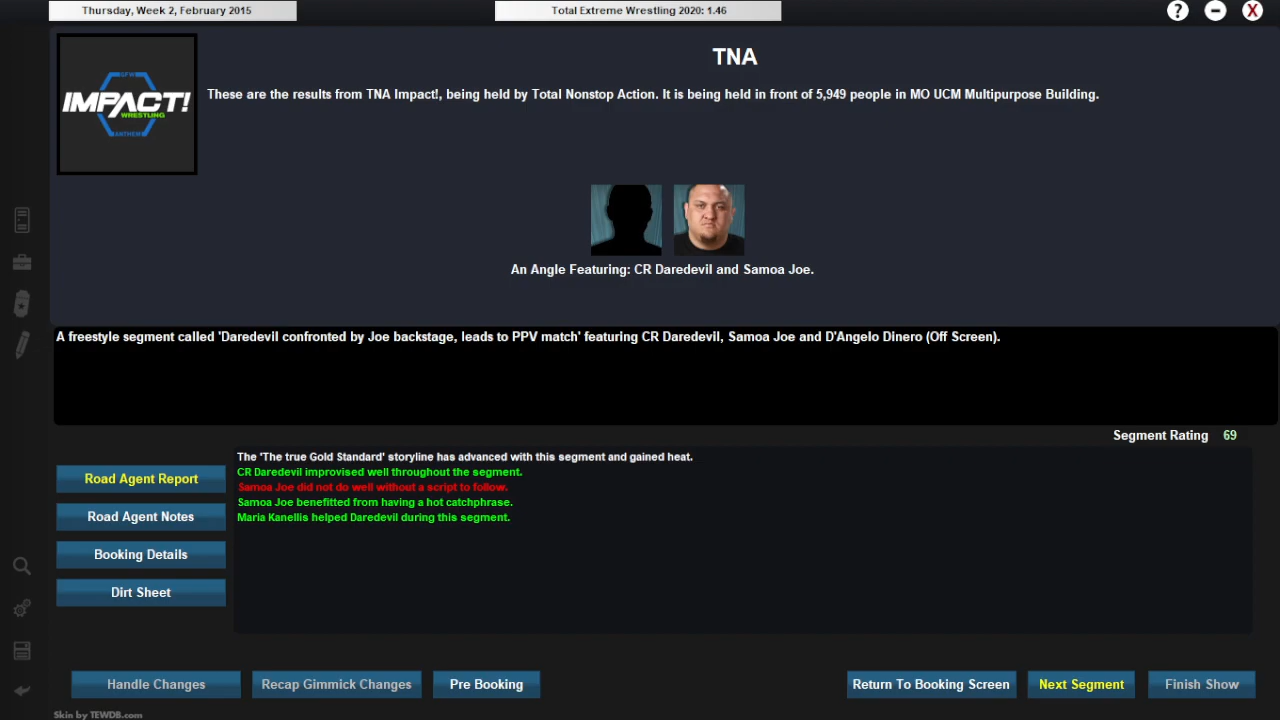 Thursday, Week 2, February 2015
Total Extreme Wrestling 2020: 1.46
?
X
TNA
GFW
IMPACT!
WRESTLING
ANTHEM
These are the results from TNA Impact!, being held by Total Nonstop Action. It is being held in front of 5,949 people in MO UCM Multipurpose Building.
An Angle Featuring: CR Daredevil and Samoa Joe.
A freestyle segment called 'Daredevil confronted by Joe backstage, leads to PPV match' featuring CR Daredevil, Samoa Joe and D'Angelo Dinero (Off Screen).
Segment Rating 69
Road Agent Report
Road Agent Notes
Booking Details
Dirt Sheet
The 'The true Gold Standard' storyline has advanced with this segment and gained heat.
CR Daredevil improvised well throughout the segment.
Samoa Joe did not do well without a script to follow.
Samoa Joe benefitted from having a hot catchphrase.
Maria Kanellis helped Daredevil during this segment.
Handle Changes
Recap Gimmick Changes
Pre Booking
Return To Booking Screen
Next Segment
Finish Show
Skin by TEWDB.com